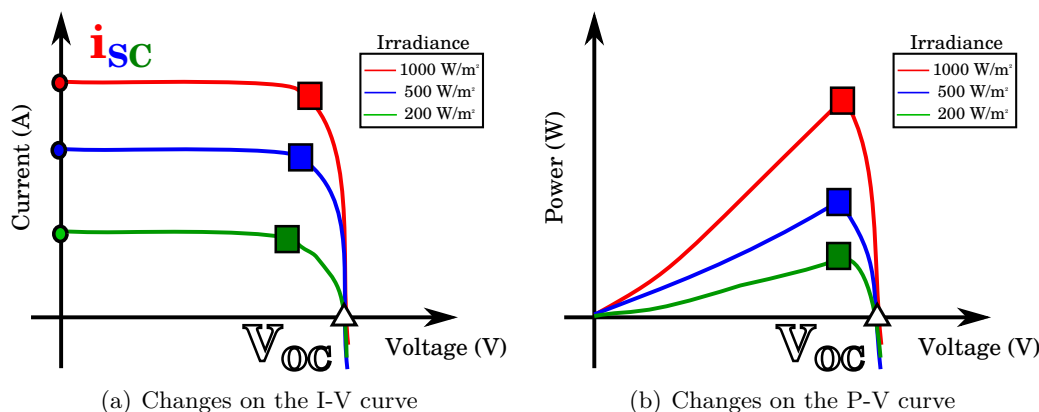 isc
Irradiance
1000 W/m²
500 W/m²
200 W/m²
Current (A)
Voc
Voltage (V)
(a) Changes on the I-V curve
Irradiance
1000 W/m²
500 W/m²
200 W/m²
Power (W)
Voc
Voltage (V)
(b) Changes on the P-V curve